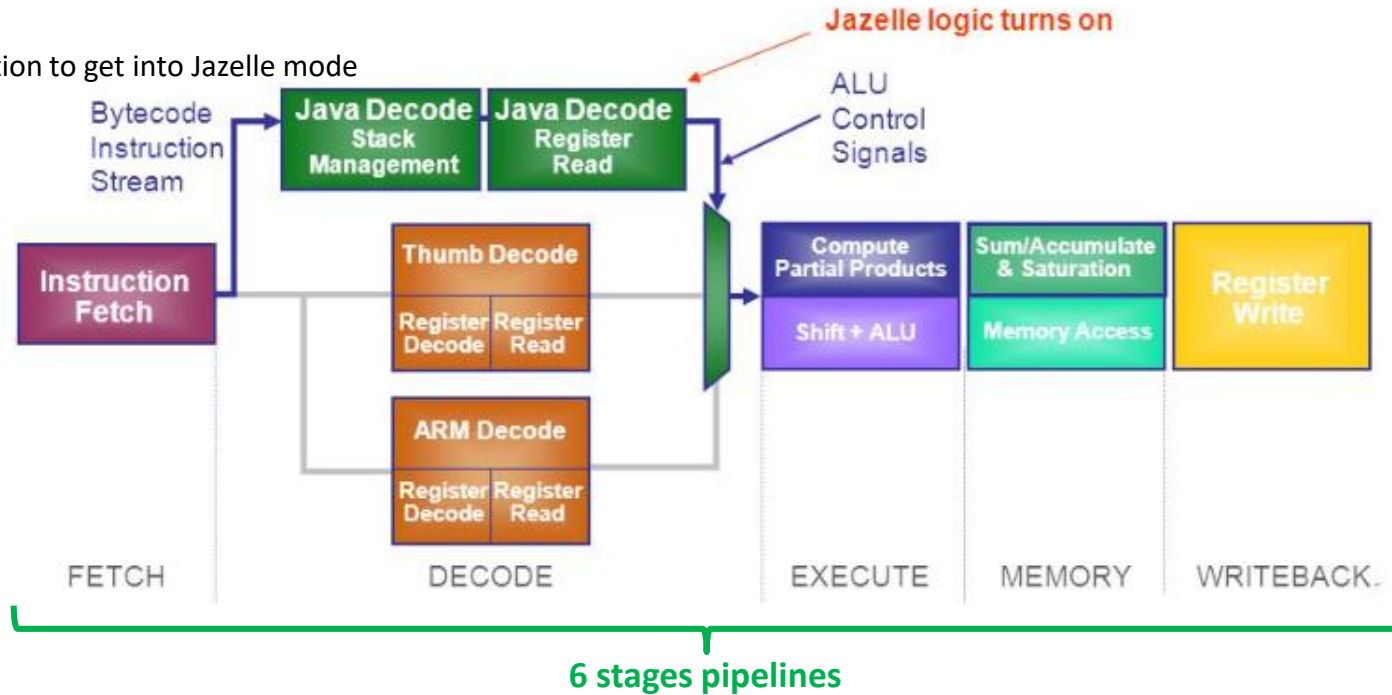 Jazelle logic turns on
tion to get into Jazelle mode
Bytecode
Instruction
Stream
Java Decode
Stack
Management
Java Decode
Register
Read
ALU
Control
Signals
Instruction
Fetch
Thumb Decode
Register
Decode
Register
Read
ARM Decode
Register
Decode
Register
Read
Compute
Partial Products
Shift + ALU
Sum/Accumulate
& Saturation
Memory Access
Register
Write
FETCH
DECODE
EXECUTE
MEMORY
WRITEBACK.
6 stages pipelines